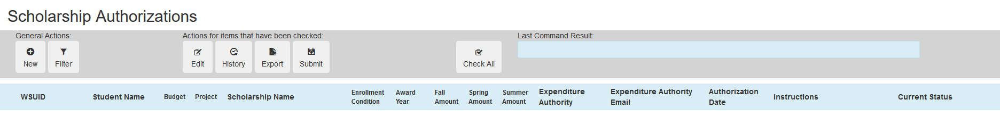 Scholarship Authorizations
General Actions:
Actions for items that have been checked:
Last Command Result:
New
Filter
Edit
History
Export
Submit
Check All
WSUID
Student Name
Budget
Project
Scholarship Name
Enrollment
Condition
Award
Year
Fall
Amount
Spring
Amount
Summer
Amount
Expenditure
Authority
Expenditure Authority
Email
Authorization
Date
Instructions
Current Status